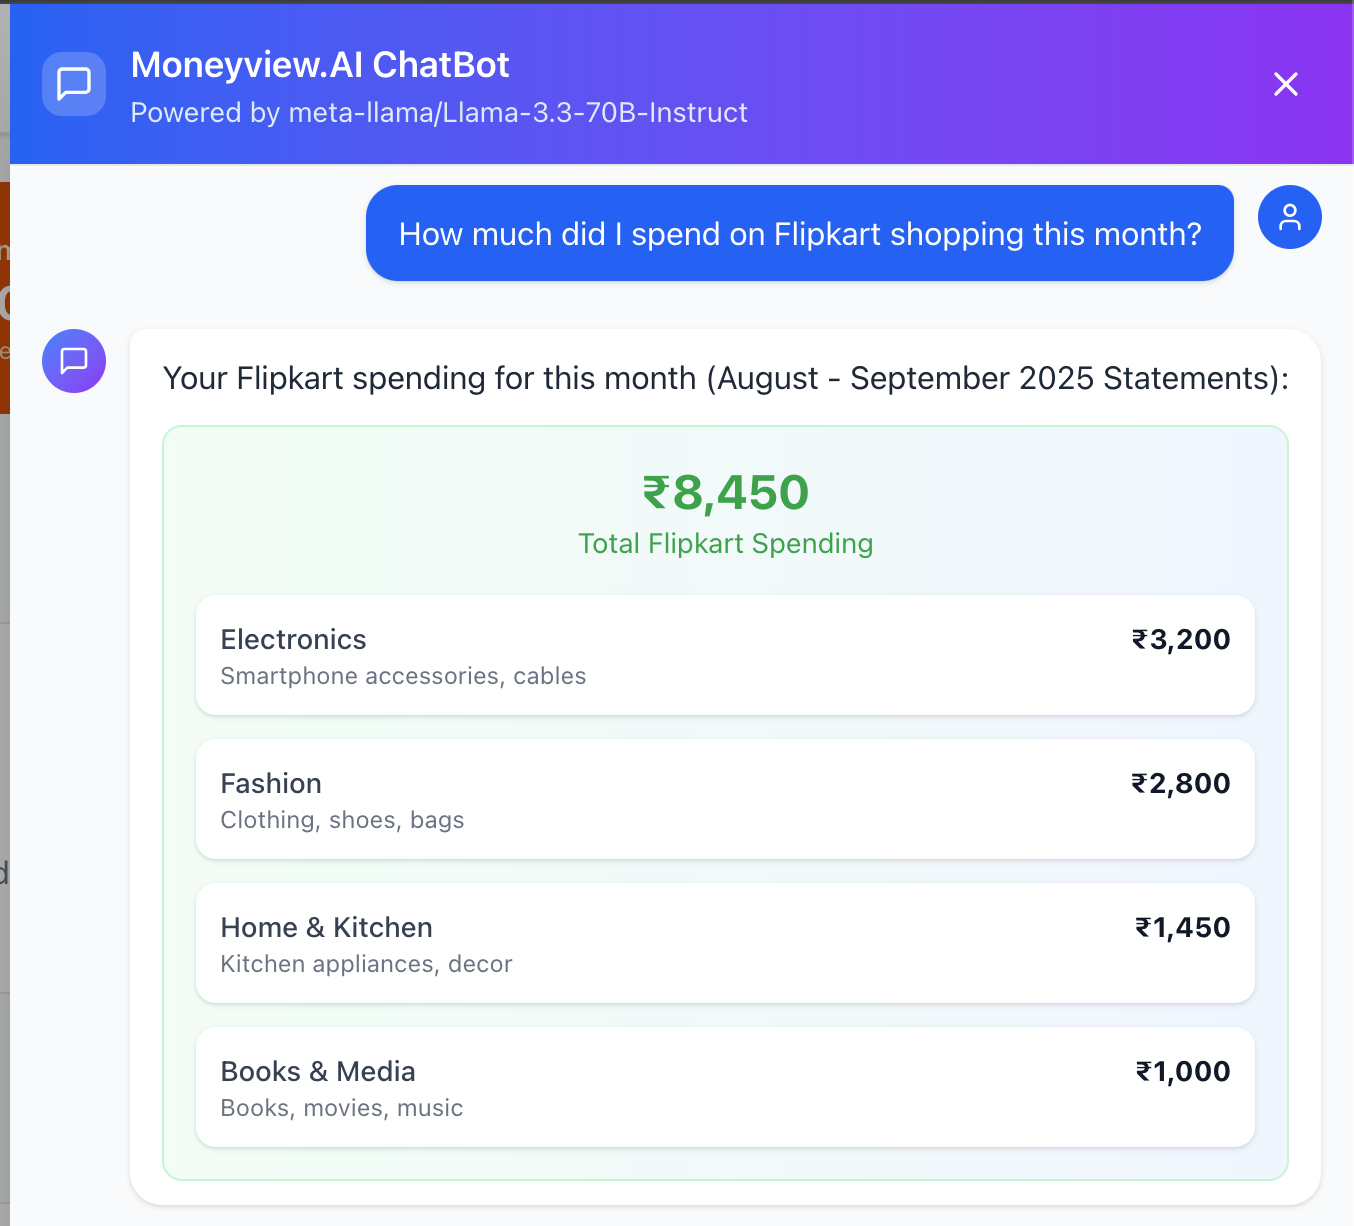 Moneyview.AI ChatBot
Powered by meta-llama/Llama-3.3-70B-Instruct
How much did I spend on Flipkart shopping this month?
Your Flipkart spending for this month (August - September 2025 Statements):
₹8,450
Total Flipkart Spending
Electronics
₹3,200
Smartphone accessories, cables
Fashion
₹2,800
Clothing, shoes, bags
Home & Kitchen
₹1,450
Kitchen appliances, decor
Books & Media
₹1,000
Books, movies, music